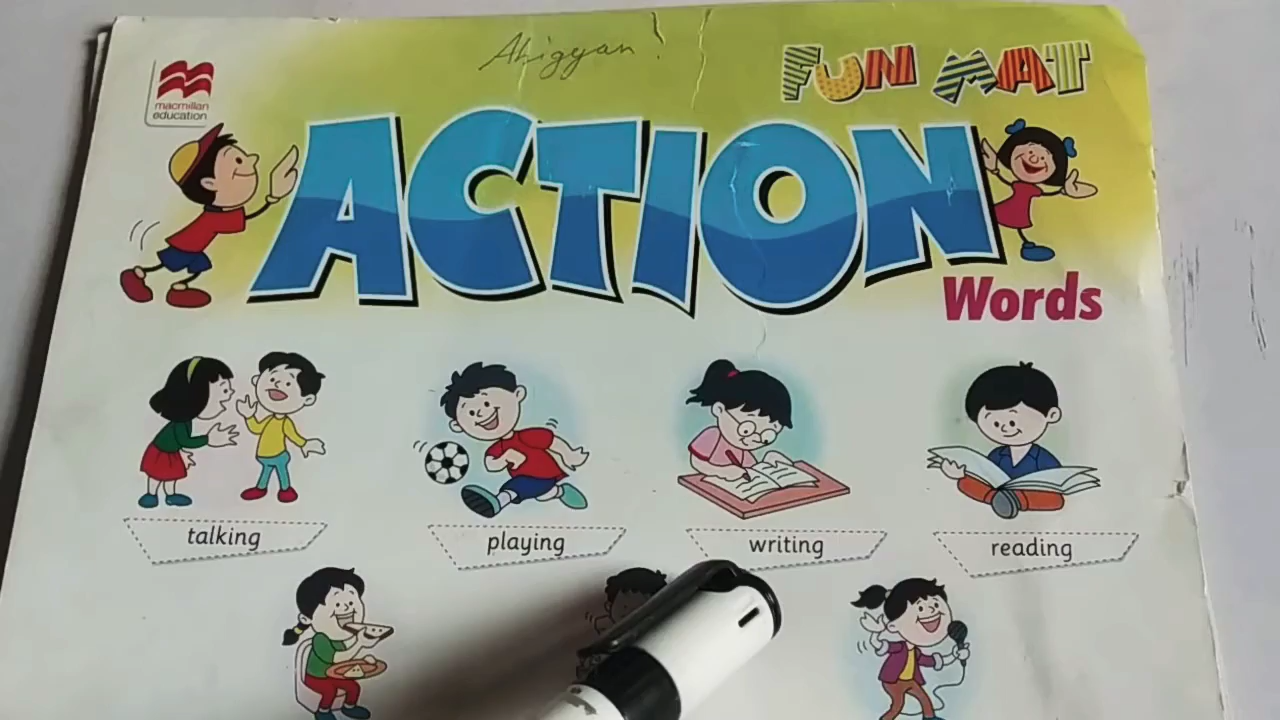 Ahigyan!
FUN MAT
macmillan
education
ACTION
Words
talking
playing
writing
reading